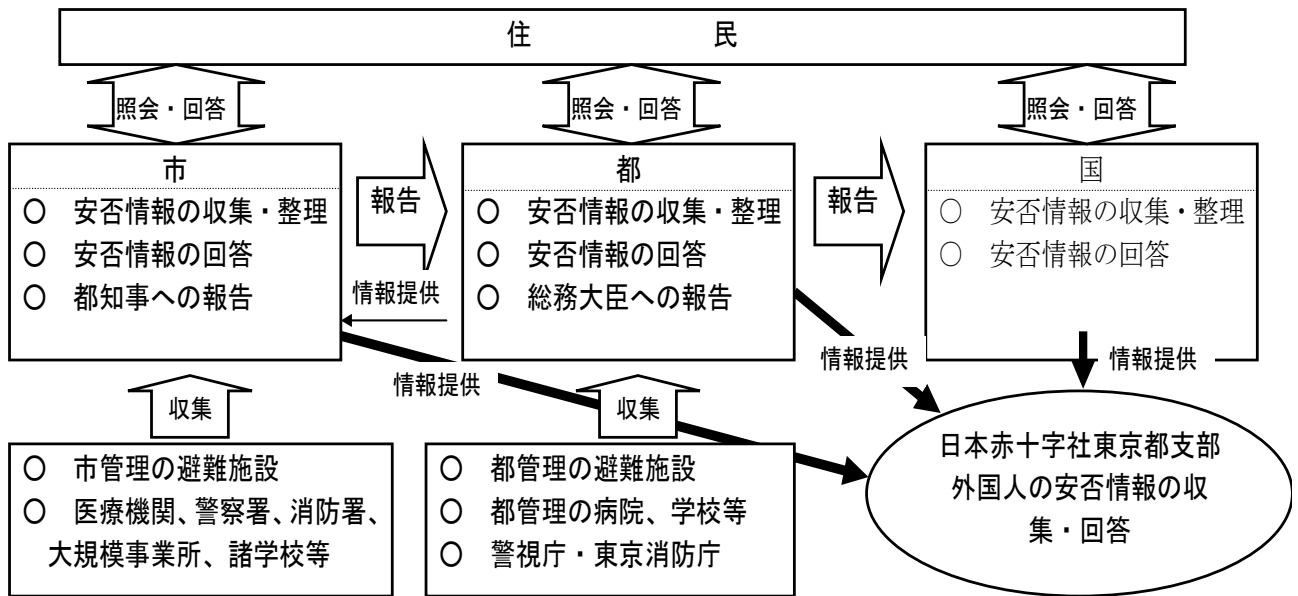 住　　　民
照会・回答
照会・回答
照会・回答
市
○　安否情報の収集・整理
○　安否情報の回答
○　都知事への報告
報告
都
○　安否情報の収集・整理
○　安否情報の回答
○　総務大臣への報告
報告
国
○　安否情報の収集・整理
○　安否情報の回答
情報提供
情報提供
情報提供
情報提供
収集
収集
○　市管理の避難施設
○　医療機関、警察署、消防署、
大規模事業所、諸学校等
○　都管理の避難施設
○　都管理の病院、学校等
○　警視庁・東京消防庁
日本赤十字社東京都支部
外国人の安否情報の収
集・回答